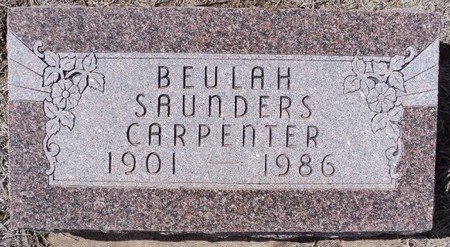 BEULAH
SAUNDERS
CARPENTER
1901 — 1986